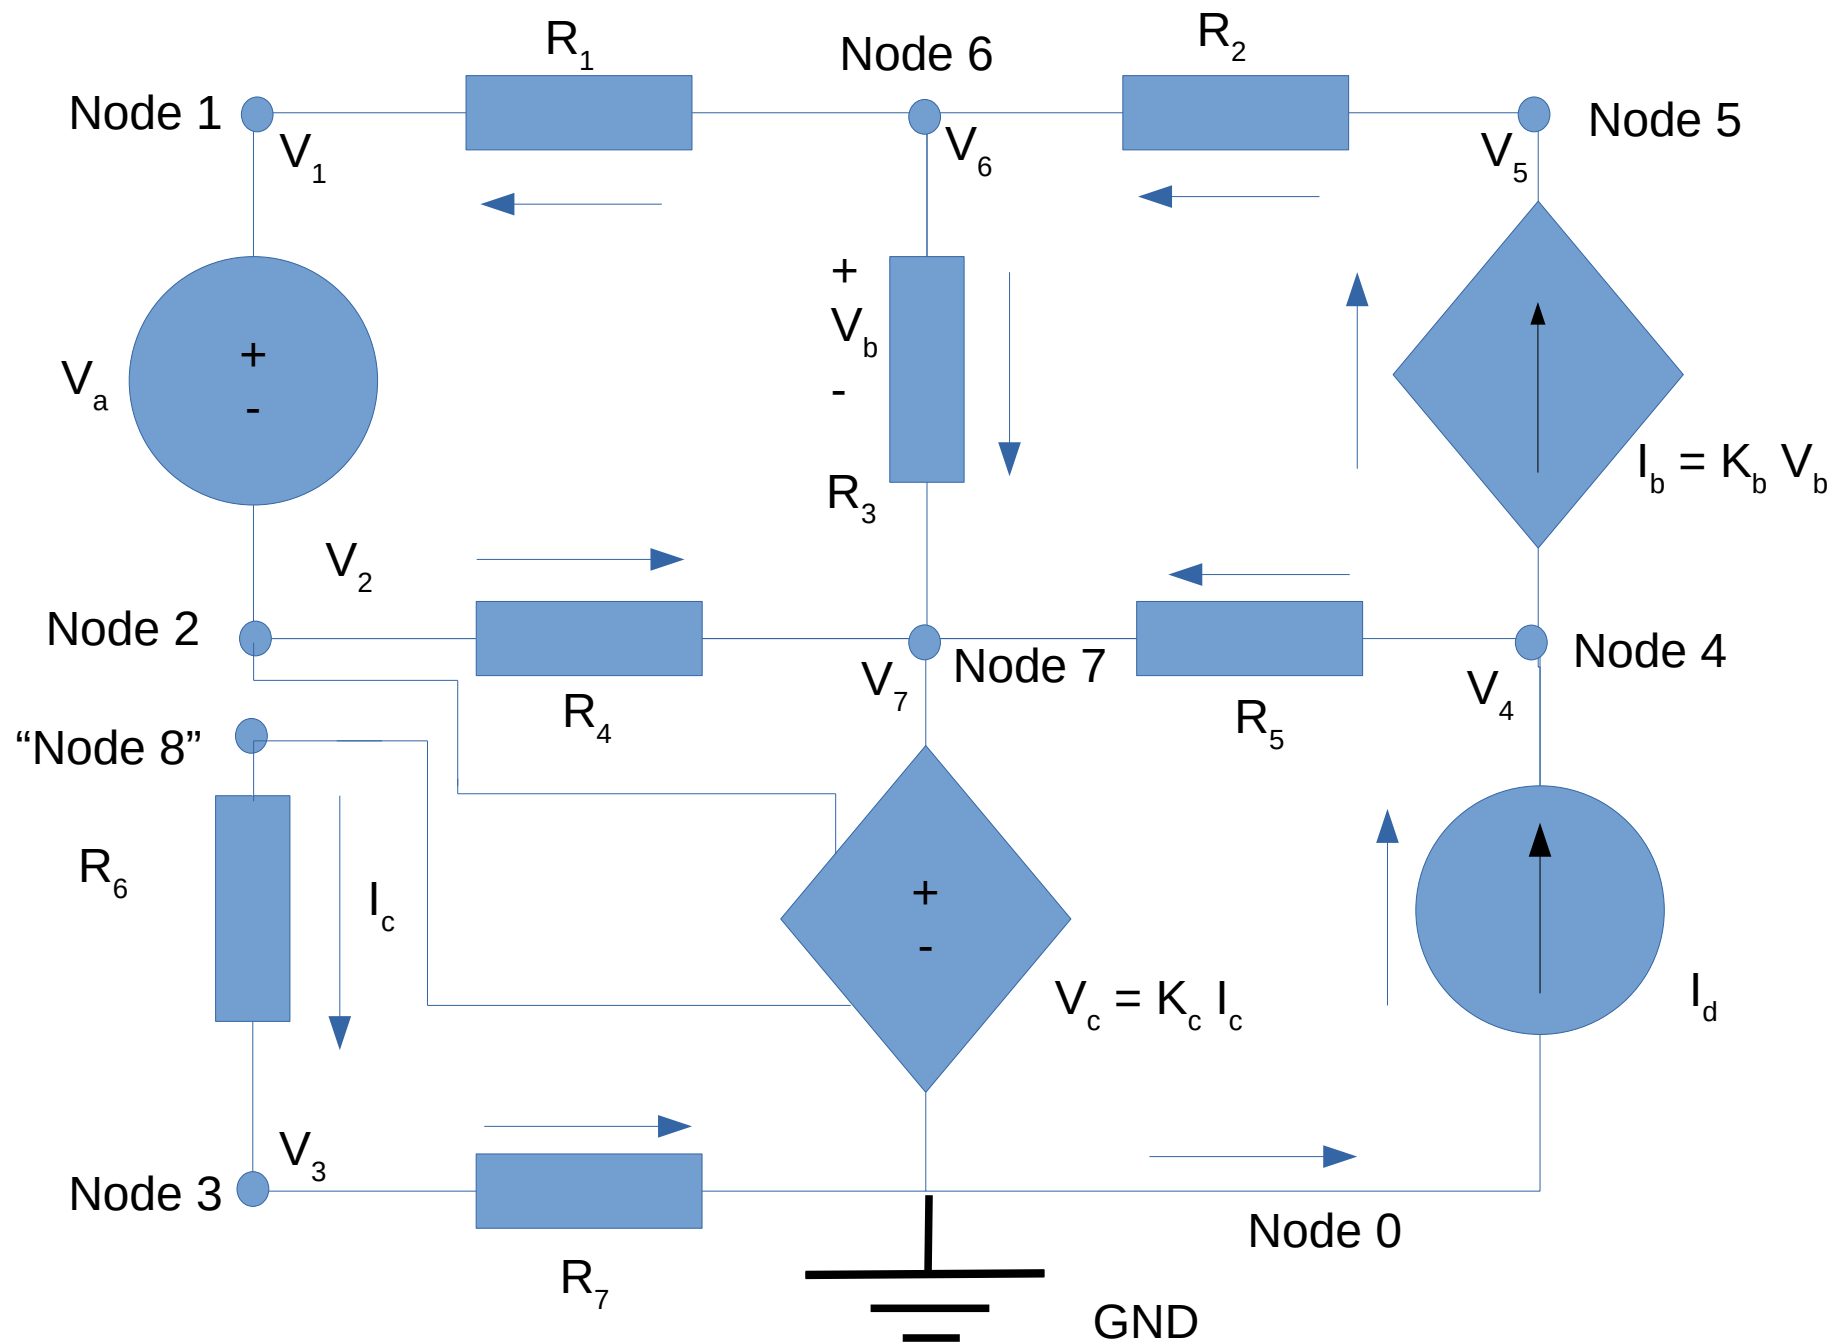 R1
Node 6
R2
Node 1
Node 5
V1
V6
V5
+
Vb
-
+
-
Va
Ib = Kb Vb
R3
V2
Node 2
Node 7
Node 4
V7
V4
R4
R5
“Node 8”
R6
Ic
+
-
Vc = Kc Ic
Id
V3
Node 3
Node 0
R7
GND